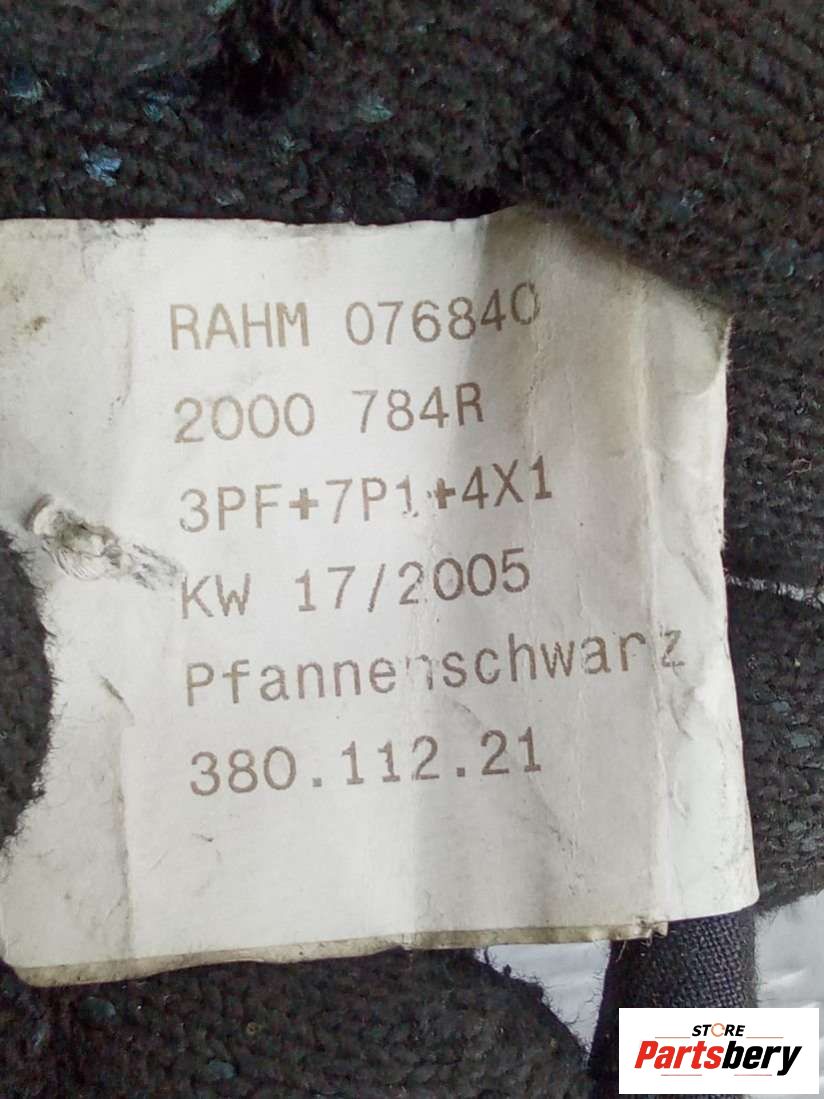 RAHM 076840
2000 784R
3PF+7P1+4X1
KW 17/2005
Pfannenschwarz
380.112.21
STORE
Partsbery